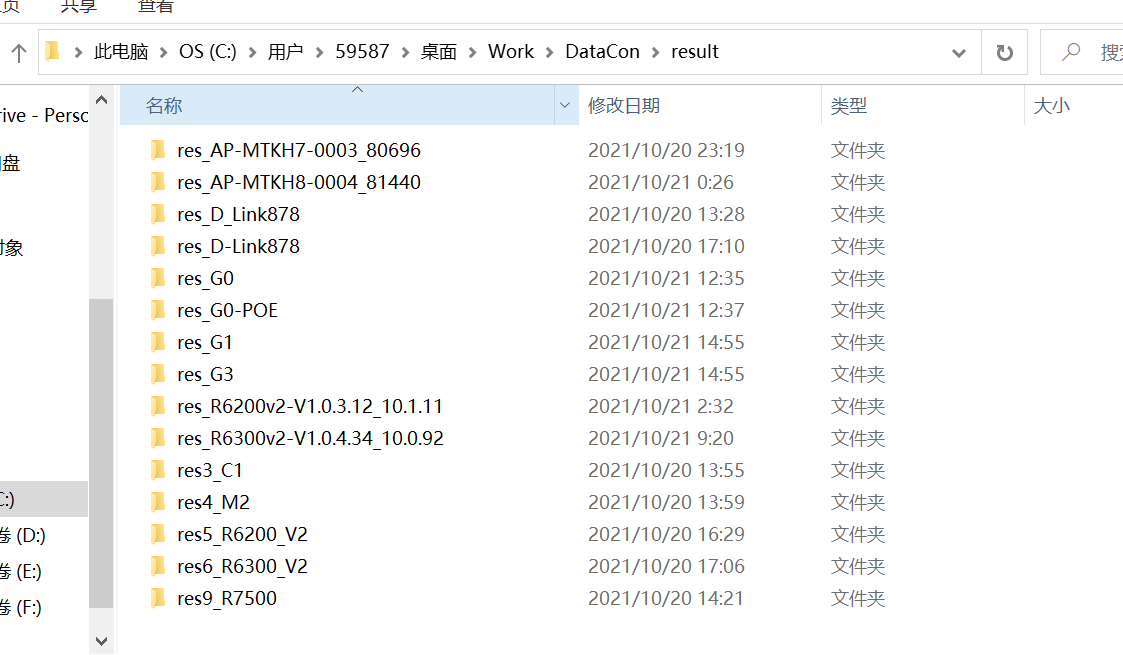 共享 查看
此电脑 OS (C:) 用户 59587 桌面 Work DataCon result
名称 修改日期 类型 大小
res_AP-MTKH7-0003_80696 2021/10/20 23:19 文件夹
res_AP-MTKH8-0004_81440 2021/10/21 0:26 文件夹
res_D_Link878 2021/10/20 13:28 文件夹
res_D-Link878 2021/10/20 17:10 文件夹
res_G0 2021/10/21 12:35 文件夹
res_G0-POE 2021/10/21 12:37 文件夹
res_G1 2021/10/21 14:55 文件夹
res_G3 2021/10/21 14:55 文件夹
res_R6200v2-V1.0.3.12_10.1.11 2021/10/21 2:32 文件夹
res_R6300v2-V1.0.4.34_10.0.92 2021/10/21 9:20 文件夹
res3_C1 2021/10/20 13:55 文件夹
res4_M2 2021/10/20 13:59 文件夹
res5_R6200_V2 2021/10/20 16:29 文件夹
res6_R6300_V2 2021/10/20 17:06 文件夹
res9_R7500 2021/10/20 14:21 文件夹
rive - Perso
盘
象
C:)
卷 (D:)
卷 (E:)
卷 (F:)